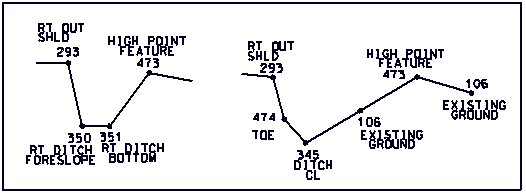 RT OUT
SHLD
293
HIGH POINT
FEATURE
473
350
351
RT DITCH
FORESLOPE
RT DITCH
BOTTOM
RT OUT
SHLD
293
474
TOE
345
DITCH
CL
106
EXISTING
GROUND
HIGH POINT
FEATURE
473
106
EXISTING
GROUND